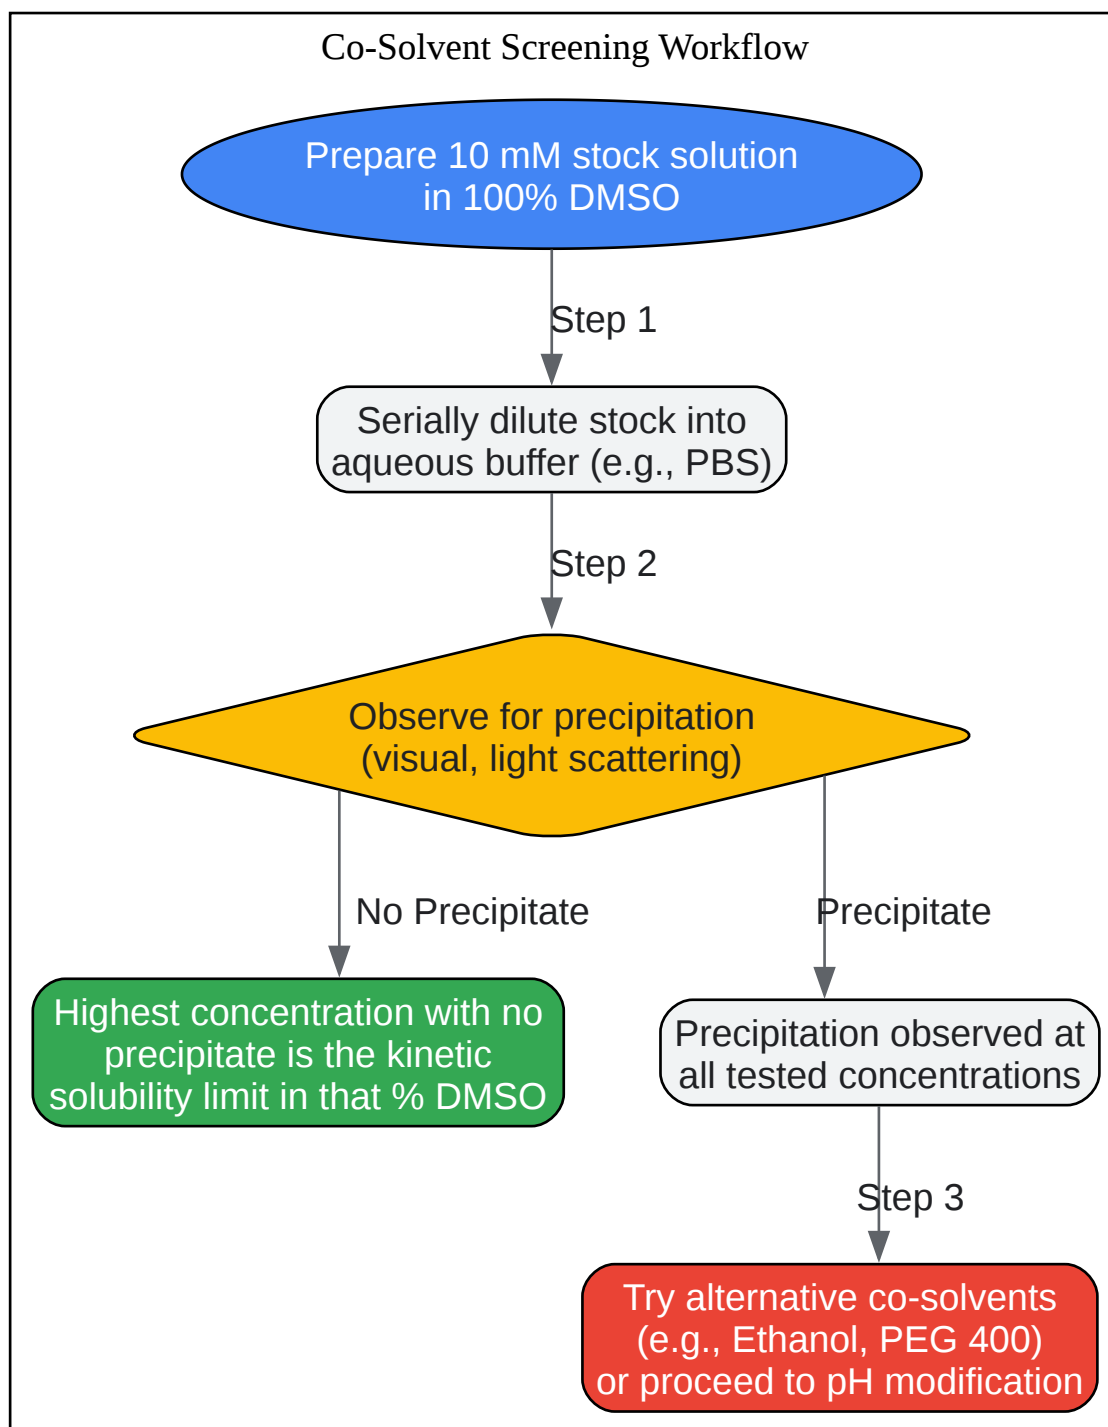 Co-Solvent Screening Workflow
Prepare 10 mM stock solution
in 100% DMSO
Step 1
Serially dilute stock into
aqueous buffer (e.g., PBS)
Step 2
Observe for precipitation
(visual, light scattering)
No Precipitate
Precipitate
Highest concentration with no
precipitate is the kinetic
solubility limit in that % DMSO
Precipitation observed at
all tested concentrations
Step 3
Try alternative co-solvents
(e.g., Ethanol, PEG 400)
or proceed to pH modification